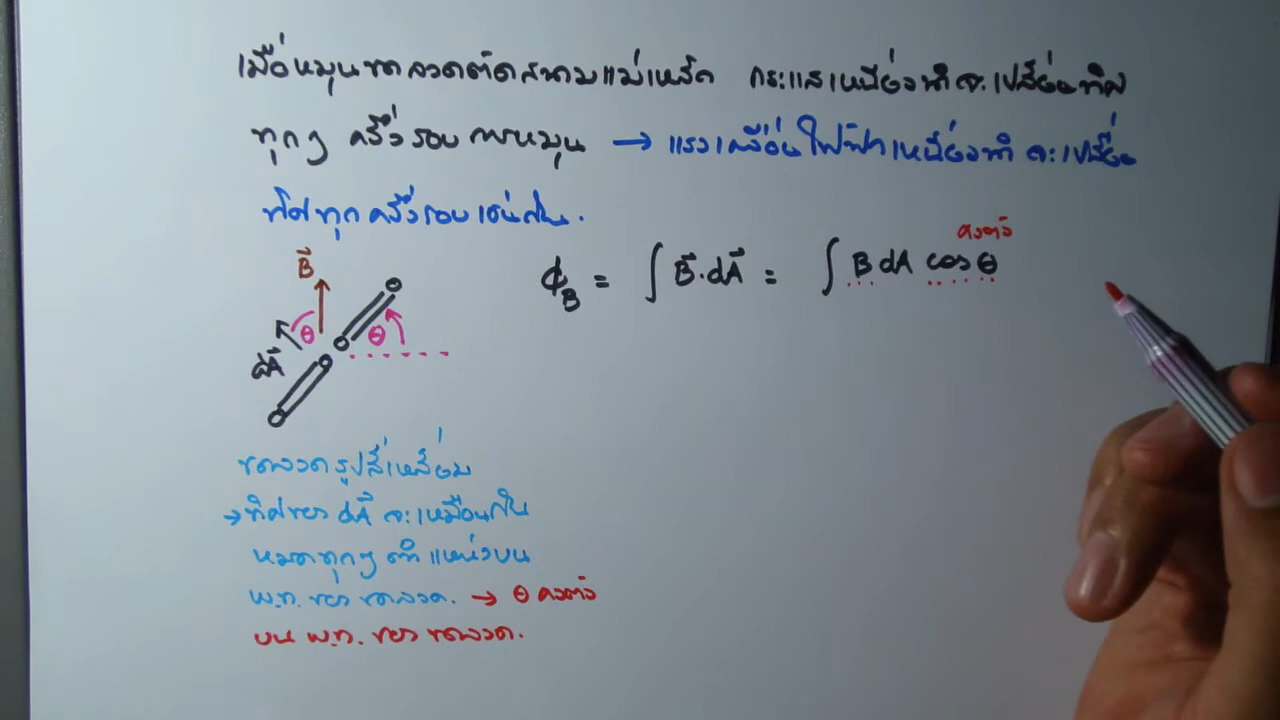 เมื่อหมุนขดลวดตัดสนามแม่เหล็ก กระแสเหนี่ยวนำจะเปลี่ยนทิศ
ทุกๆ ครึ่งรอบการหมุน → แรงเคลื่อนไฟฟ้าเหนี่ยวนำ จะเปลี่ยน
ทิศทุกครึ่งรอบเช่นกัน.
คงตัว
ϕ_B = ∫ B⃗·dA⃗ = ∫ B dA cos θ
B⃗
θ
θ
dA⃗
ขดลวดรูปสี่เหลี่ยม
→ ทิศของ dA⃗ จะเหมือนกัน
หมดทุกๆ ตำแหน่งบน
พ.ท. ของ ขดลวด. → θ คงตัว
บน พ.ท. ของ ขดลวด.